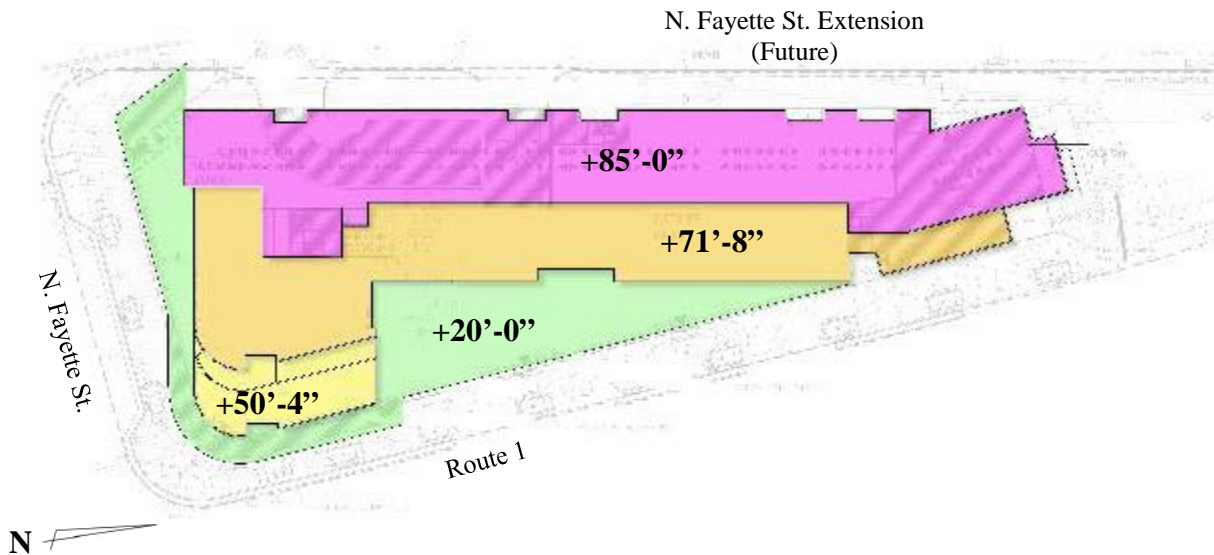 N. Fayette St. Extension
(Future)
+85’-0”
+71’-8”
N. Fayette St.
+20’-0”
+50’-4”
Route 1
N